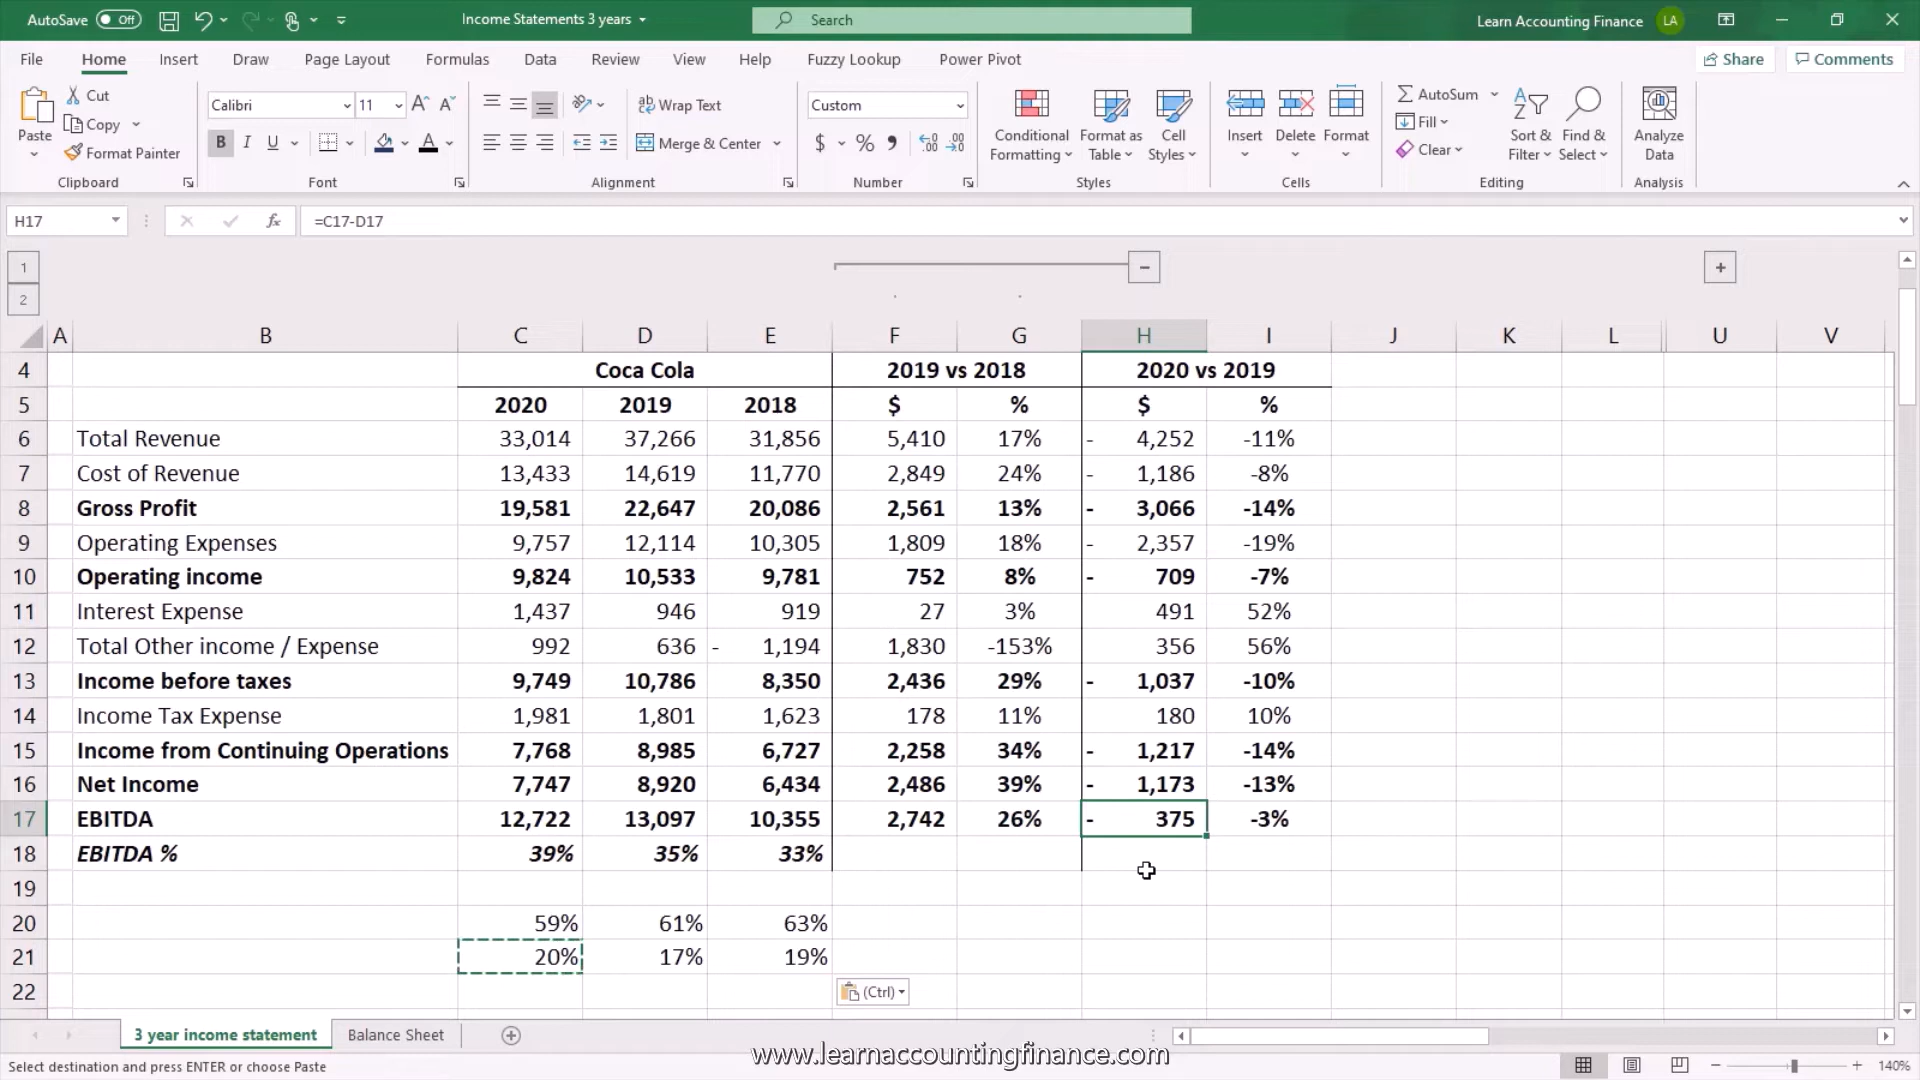 AutoSave Off Income Statements 3 years Search Learn Accounting Finance LA
File Home Insert Draw Page Layout Formulas Data Review View Help Fuzzy Lookup Power Pivot Share Comments
Paste Cut Copy Format Painter Clipboard
Calibri 11 A A B I U A Font
ab Wrap Text Merge & Center Alignment
Custom $ % , Number
Conditional Formatting Format as Table Cell Styles Styles
Insert Delete Format Cells
AutoSum Fill Clear Sort & Filter Find & Select Editing
Analyze Data Analysis
H17 fx =C17-D17
1
2
A B C D E F G H I J K L U V
4 Coca Cola 2019 vs 2018 2020 vs 2019
5 2020 2019 2018 $ % $ %
6 Total Revenue 33,014 37,266 31,856 5,410 17% - 4,252 -11%
7 Cost of Revenue 13,433 14,619 11,770 2,849 24% - 1,186 -8%
8 Gross Profit 19,581 22,647 20,086 2,561 13% - 3,066 -14%
9 Operating Expenses 9,757 12,114 10,305 1,809 18% - 2,357 -19%
10 Operating income 9,824 10,533 9,781 752 8% - 709 -7%
11 Interest Expense 1,437 946 919 27 3% 491 52%
12 Total Other income / Expense 992 636 - 1,194 1,830 -153% 356 56%
13 Income before taxes 9,749 10,786 8,350 2,436 29% - 1,037 -10%
14 Income Tax Expense 1,981 1,801 1,623 178 11% 180 10%
15 Income from Continuing Operations 7,768 8,985 6,727 2,258 34% - 1,217 -14%
16 Net Income 7,747 8,920 6,434 2,486 39% - 1,173 -13%
17 EBITDA 12,722 13,097 10,355 2,742 26% - 375 -3%
18 EBITDA % 39% 35% 33%
19
20 59% 61% 63%
21 20% 17% 19%
22 (Ctrl)
3 year income statement Balance Sheet
www.learnaccountingfinance.com
Select destination and press ENTER or choose Paste 140%